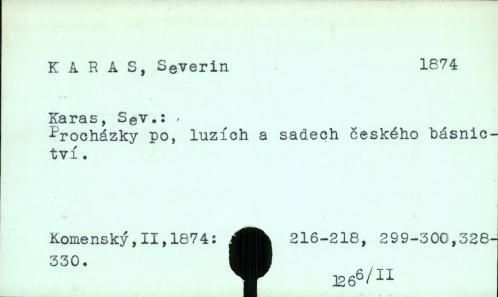 K A R A S, Severin 1874
Karas, Sev.:
Procházky po, luzích a sadech českého básnic-
tví.
Komenský,II,1874: 216-218, 299-300,328-
330.
126⁶/II